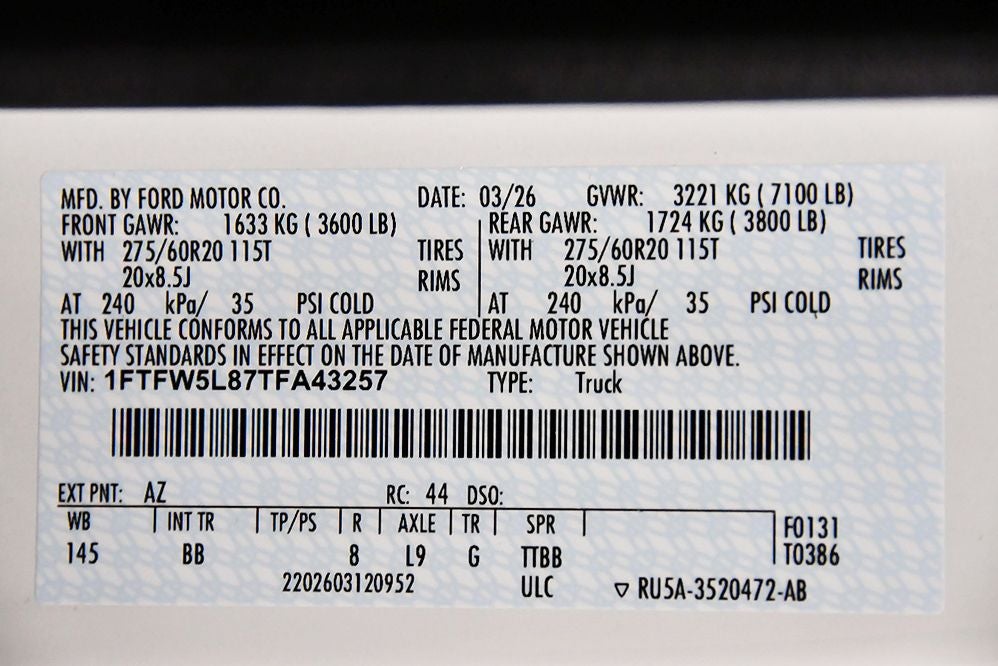 MFD. BY FORD MOTOR CO. DATE: 03/26 GVWR: 3221 KG ( 7100 LB)
FRONT GAWR: 1633 KG ( 3600 LB) REAR GAWR: 1724 KG ( 3800 LB)
WITH 275/60R20 115T TIRES WITH 275/60R20 115T TIRES
20x8.5J RIMS 20x8.5J RIMS
AT 240 kPa/ 35 PSI COLD AT 240 kPa/ 35 PSI COLD
THIS VEHICLE CONFORMS TO ALL APPLICABLE FEDERAL MOTOR VEHICLE
SAFETY STANDARDS IN EFFECT ON THE DATE OF MANUFACTURE SHOWN ABOVE.
VIN: 1FTFW5L87TFA43257 TYPE: Truck
EXT PNT: AZ RC: 44 DSO:
WB INT TR TP/PS R AXLE TR SPR F0131
145 BB 8 L9 G TTBB T0386
2202603120952 ULC ▽ RU5A-3520472-AB